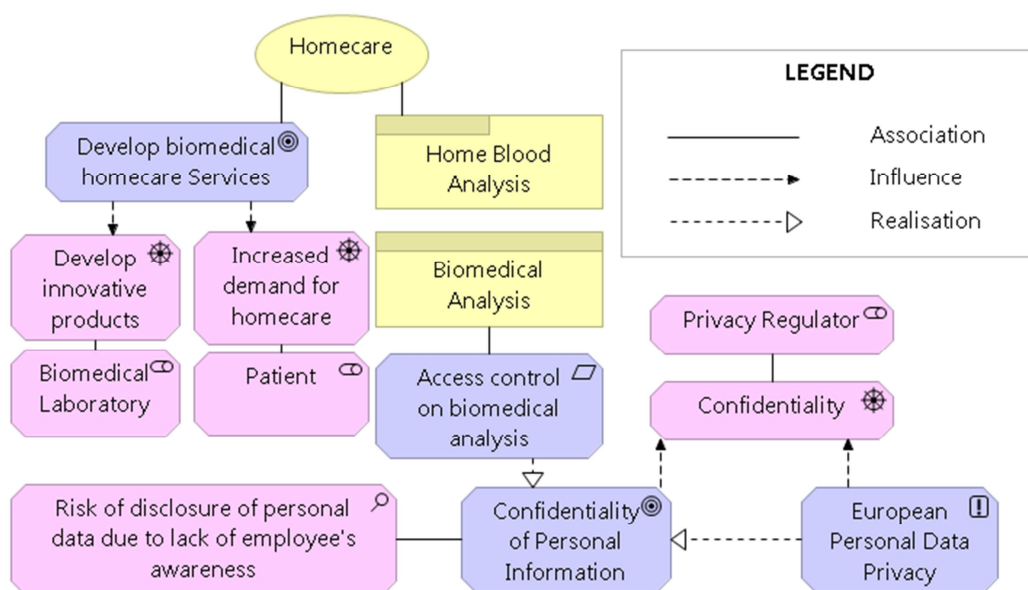 Homecare
LEGEND
Association
Influence
Realisation
Develop biomedical
homecare Services
Home Blood
Analysis
Develop
innovative
products
Increased
demand for
homecare
Biomedical
Analysis
Privacy Regulator
Biomedical
Laboratory
Patient
Access control
on biomedical
analysis
Confidentiality
Risk of disclosure of personal
data due to lack of employee's
awareness
Confidentiality
of Personal
Information
European
Personal Data
Privacy